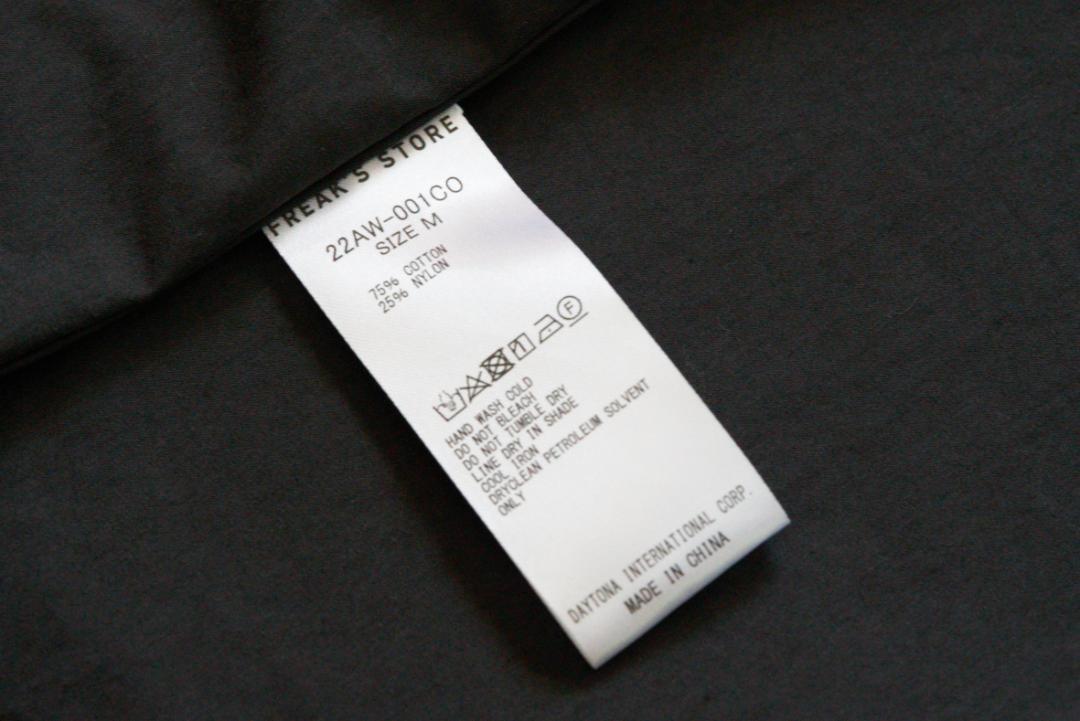 FREAK'S STORE
22AW-001CO
SIZE M
75% COTTON
25% NYLON
F
HAND WASH COLD
DO NOT BLEACH
DO NOT TUMBLE DRY
LINE DRY IN SHADE
COOL IRON
DRYCLEAN PETROLEUM SOLVENT
ONLY
DAYTONA INTERNATIONAL CORP.
MADE IN CHINA